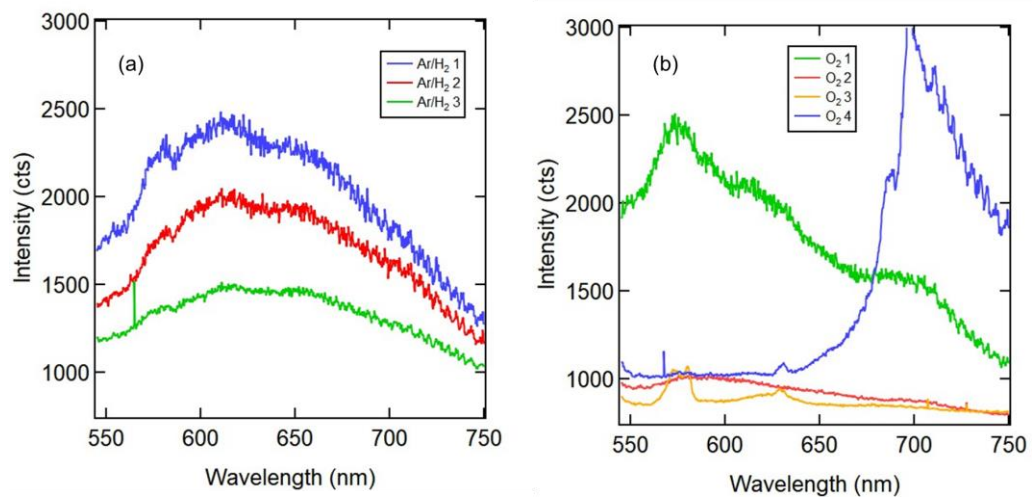 3000
2500
2000
1500
1000
550 600 650 700 750
Intensity (cts)
Wavelength (nm)
(a)
Ar/H₂ 1
Ar/H₂ 2
Ar/H₂ 3
3000
2500
2000
1500
1000
550 600 650 700 750
Intensity (cts)
Wavelength (nm)
(b)
O₂ 1
O₂ 2
O₂ 3
O₂ 4